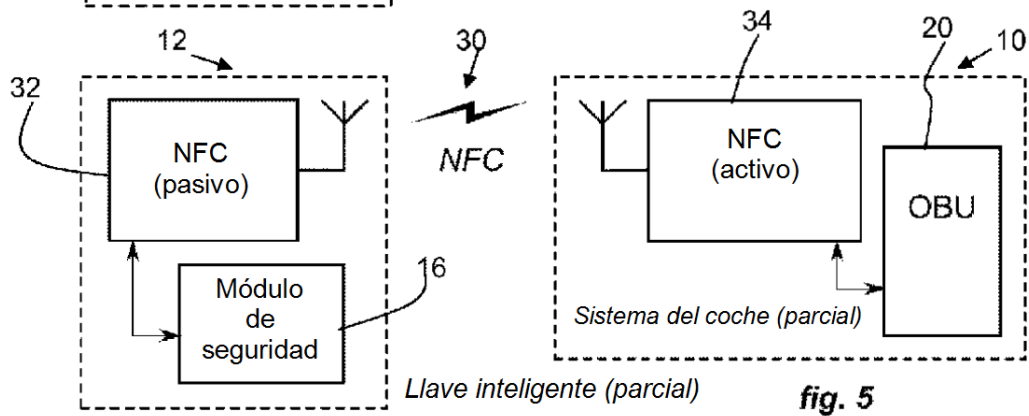 12
30
34
20
10
32
NFC
(pasivo)
NFC
NFC
(activo)
OBU
Módulo
de
seguridad
16
Sistema del coche (parcial)
Llave inteligente (parcial)
fig. 5